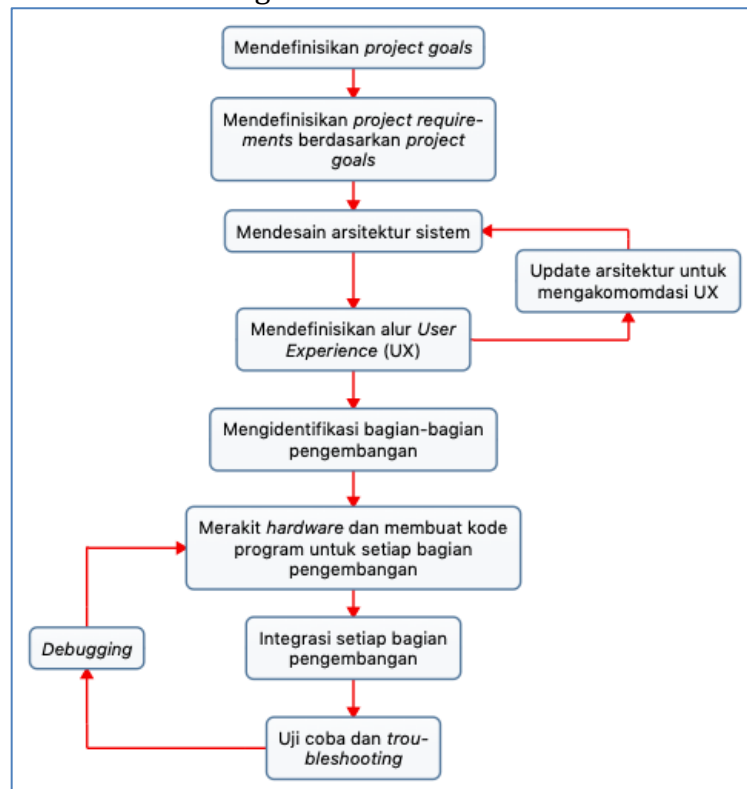 Mendefinisikan project goals
Mendefinisikan project require-
ments berdasarkan project
goals
Mendesain arsitektur sistem
Update arsitektur untuk
mengakomomdasi UX
Mendefinisikan alur User
Experience (UX)
Mengidentifikasi bagian-bagian
pengembangan
Merakit hardware dan membuat kode
program untuk setiap bagian
pengembangan
Debugging
Integrasi setiap bagian
pengembangan
Uji coba dan trou-
bleshooting